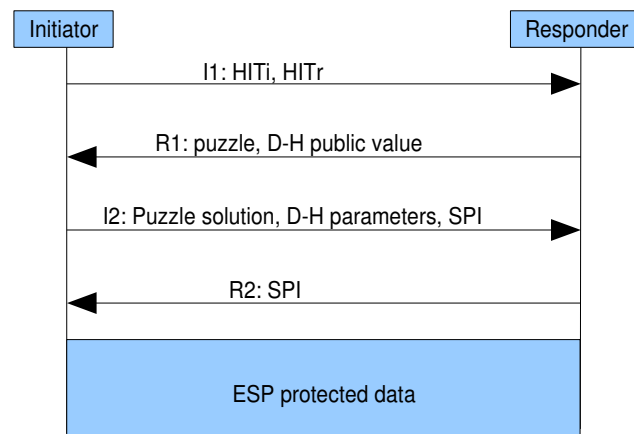 Initiator
Responder
I1: HITi, HITr
R1: puzzle, D-H public value
I2: Puzzle solution, D-H parameters, SPI
R2: SPI
ESP protected data